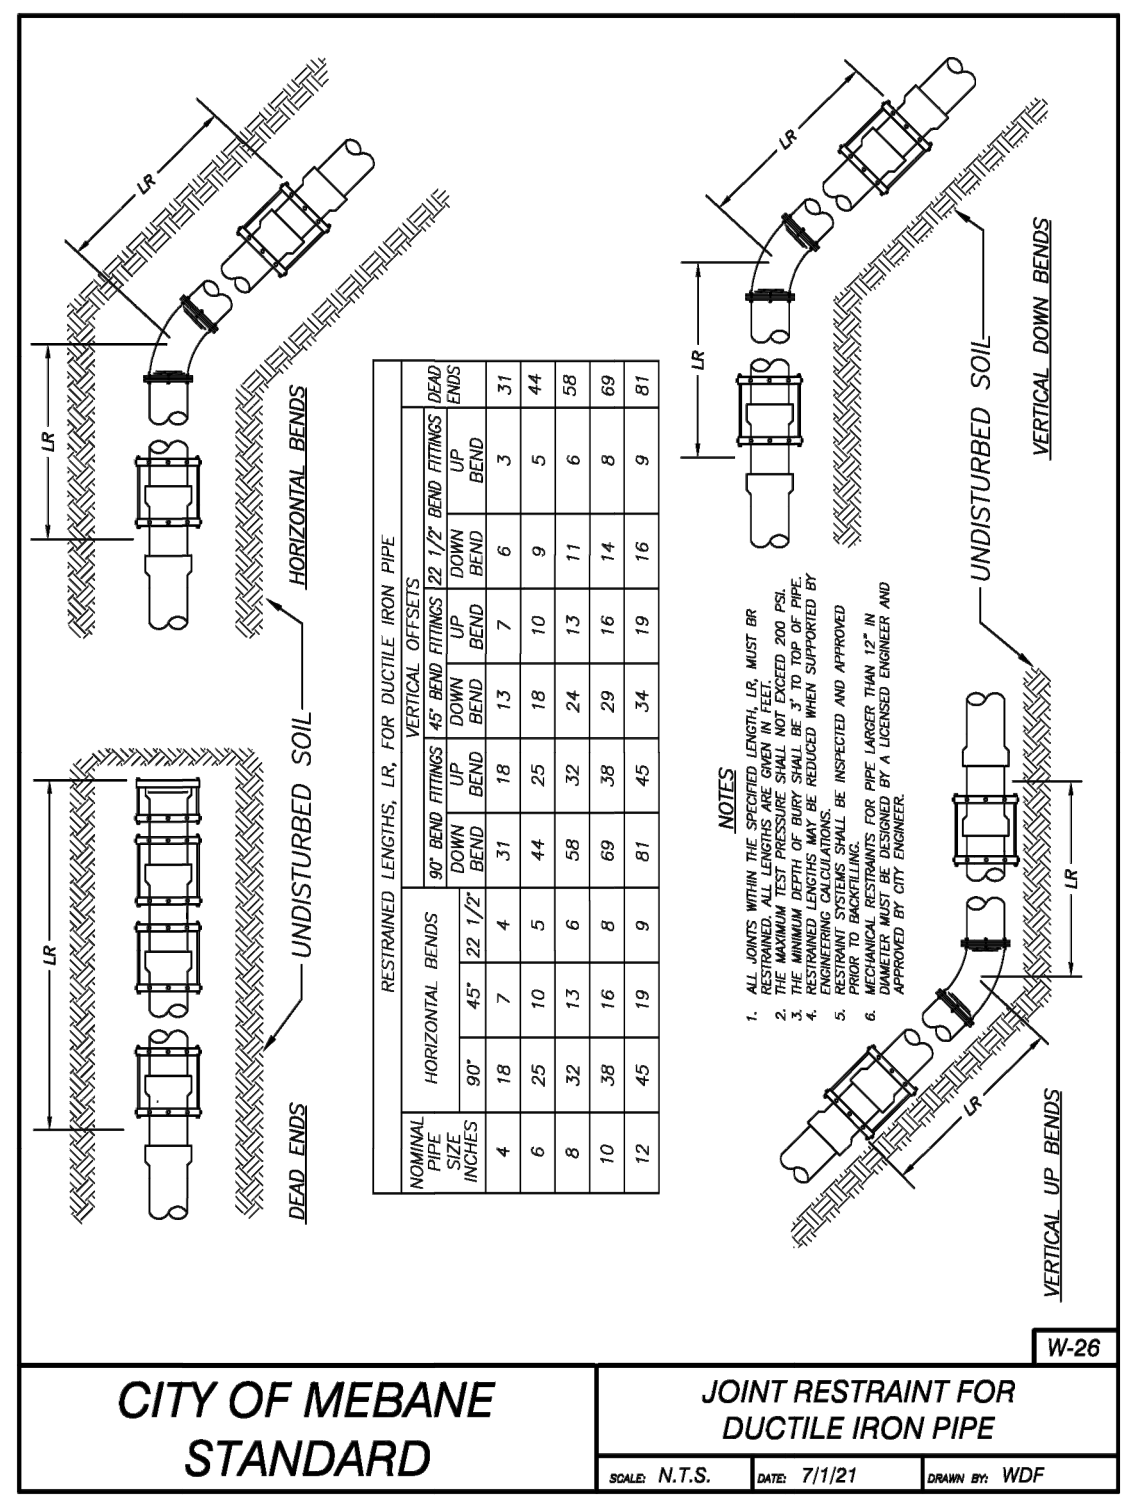 LR
LR
HORIZONTAL BENDS
LR
UNDISTURBED SOIL
DEAD ENDS
RESTRAINED LENGTHS, LR, FOR DUCTILE IRON PIPE
NOMINAL PIPE SIZE INCHES HORIZONTAL BENDS VERTICAL OFFSETS DEAD ENDS
90° BEND FITTINGS 45° BEND FITTINGS 22 1/2° BEND FITTINGS
90° 45° 22 1/2° DOWN BEND UP BEND DOWN BEND UP BEND DOWN BEND UP BEND
4 18 7 4 31 18 13 7 6 3 31
6 25 10 5 44 25 18 10 9 5 44
8 32 13 6 58 32 24 13 11 6 58
10 38 16 8 69 38 29 16 14 8 69
12 45 19 9 81 45 34 19 16 9 81
NOTES
1. ALL JOINTS WITHIN THE SPECIFIED LENGTH, LR, MUST BR
RESTRAINED. ALL LENGTHS ARE GIVEN IN FEET.
2. THE MAXIMUM TEST PRESSURE SHALL NOT EXCEED 200 PSI.
3. THE MINIMUM DEPTH OF BURY SHALL BE 3' TO TOP OF PIPE.
4. RESTRAINED LENGTHS MAY BE REDUCED WHEN SUPPORTED BY
ENGINEERING CALCULATIONS.
5. RESTRAINT SYSTEMS SHALL BE INSPECTED AND APPROVED
PRIOR TO BACKFILLING.
6. MECHANICAL RESTRAINTS FOR PIPE LARGER THAN 12" IN
DIAMETER MUST BE DESIGNED BY A LICENSED ENGINEER AND
APPROVED BY CITY ENGINEER.
LR
LR
VERTICAL DOWN BENDS
UNDISTURBED SOIL
LR
LR
VERTICAL UP BENDS
W-26
CITY OF MEBANE
STANDARD
JOINT RESTRAINT FOR
DUCTILE IRON PIPE
SCALE: N.T.S.
DATE: 7/1/21
DRAWN BY: WDF